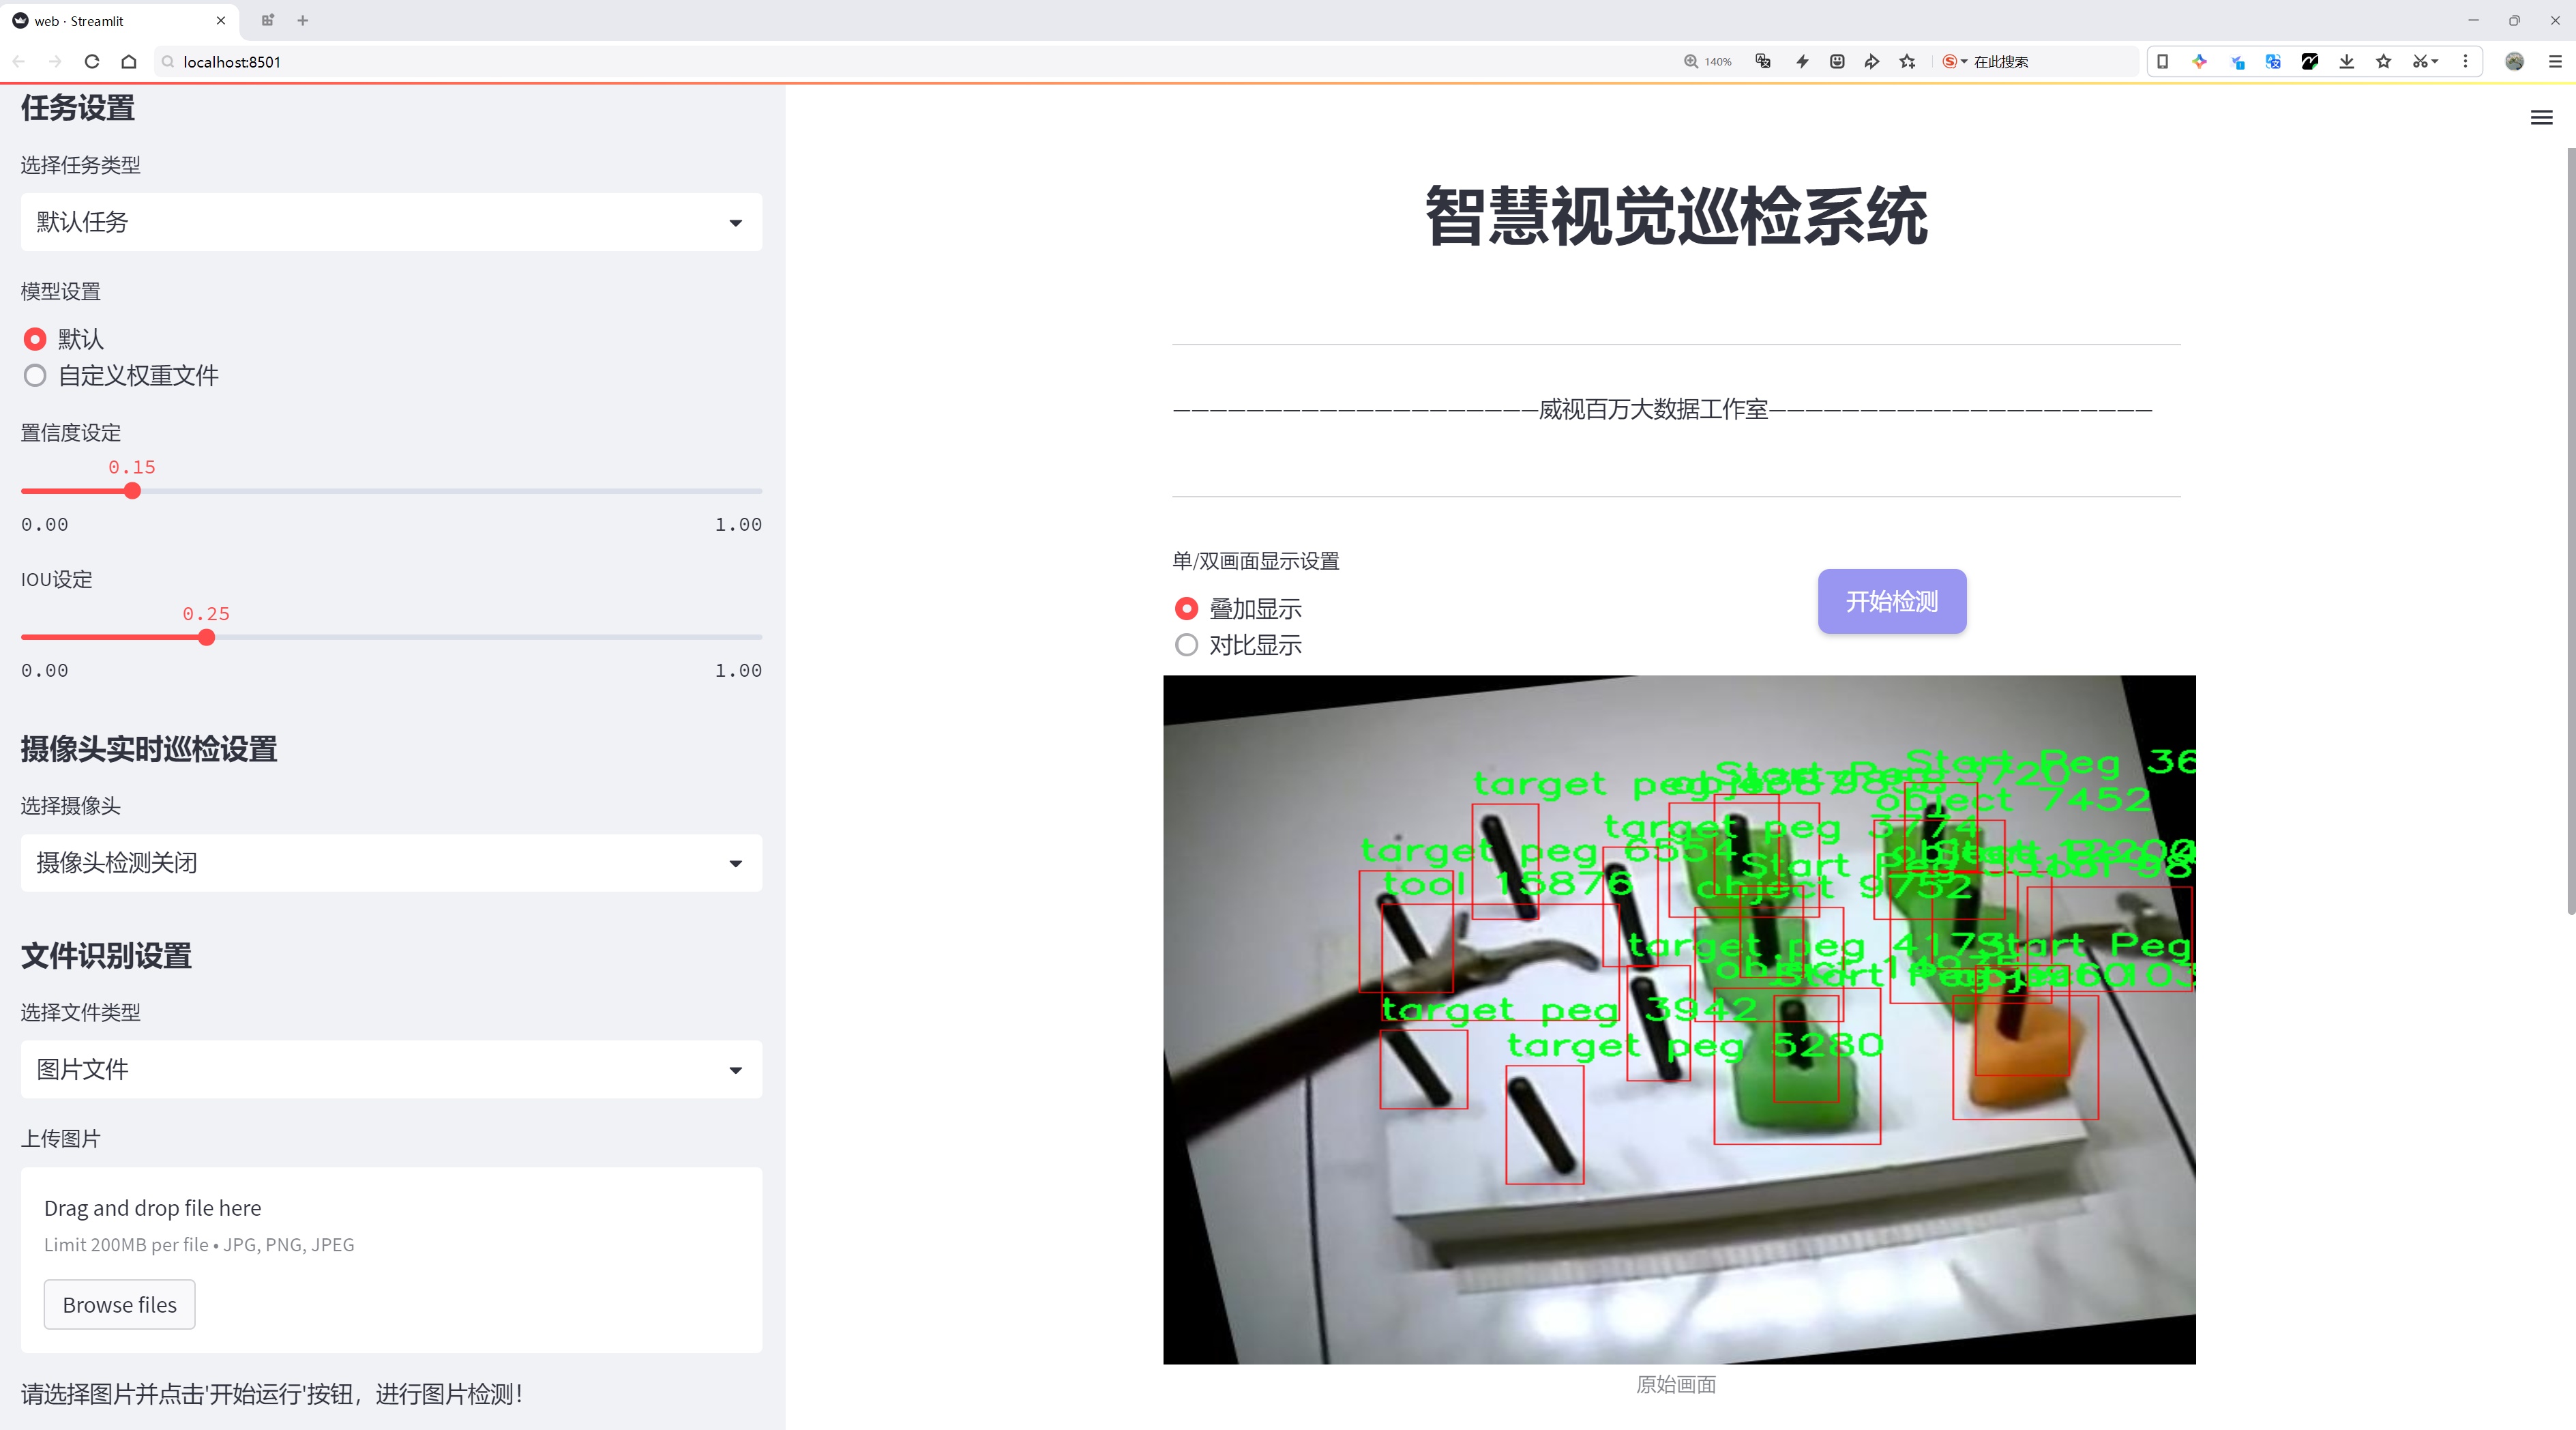 web · Streamlit
localhost:8501
140%
在此搜索
任务设置
选择任务类型
默认任务
模型设置
默认
自定义权重文件
置信度设定
0.15
0.00 1.00
IOU设定
0.25
0.00 1.00
摄像头实时巡检设置
选择摄像头
摄像头检测关闭
文件识别设置
选择文件类型
图片文件
上传图片
Drag and drop file here
Limit 200MB per file • JPG, PNG, JPEG
Browse files
请选择图片并点击'开始运行'按钮，进行图片检测！
智慧视觉巡检系统
————————————————————威视百万大数据工作室—————————————————————
单/双画面显示设置
叠加显示
对比显示
开始检测
Start Peg 36
target peg
object 7452
target peg 3774
target peg 6554
Start
tool 15876
object 9752
target peg 4173
Start Peg
target peg 3942
target peg 5280
原始画面